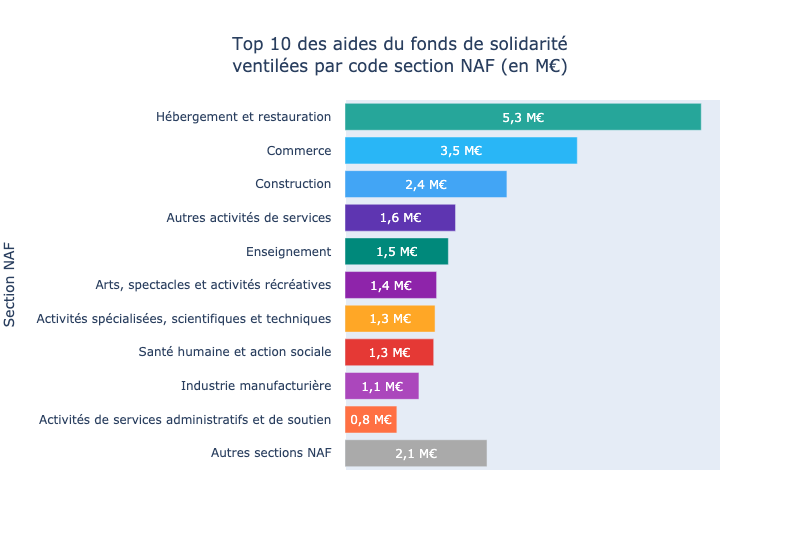 Top 10 des aides du fonds de solidarité
ventilées par code section NAF (en M€)
Section NAF
Hébergement et restauration 5,3 M€
Commerce 3,5 M€
Construction 2,4 M€
Autres activités de services 1,6 M€
Enseignement 1,5 M€
Arts, spectacles et activités récréatives 1,4 M€
Activités spécialisées, scientifiques et techniques 1,3 M€
Santé humaine et action sociale 1,3 M€
Industrie manufacturière 1,1 M€
Activités de services administratifs et de soutien 0,8 M€
Autres sections NAF 2,1 M€